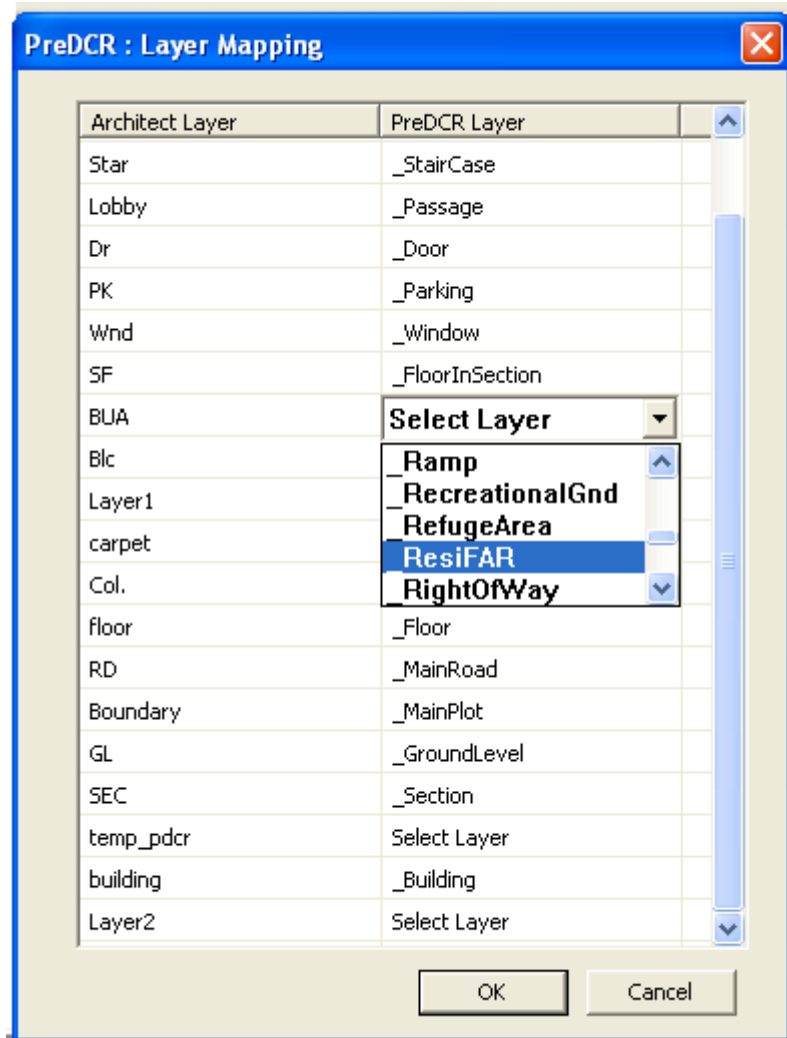 PreDCR : Layer Mapping
Architect Layer PreDCR Layer
Star _StairCase
Lobby _Passage
Dr _Door
PK _Parking
Wnd _Window
SF _FloorInSection
BUA Select Layer
Blc _Ramp
Layer1 _RecreationalGnd
_RefugeArea
carpet _ResiFAR
Col. _RightOfWay
floor _Floor
RD _MainRoad
Boundary _MainPlot
GL _GroundLevel
SEC _Section
temp_pdcr Select Layer
building _Building
Layer2 Select Layer
OK Cancel